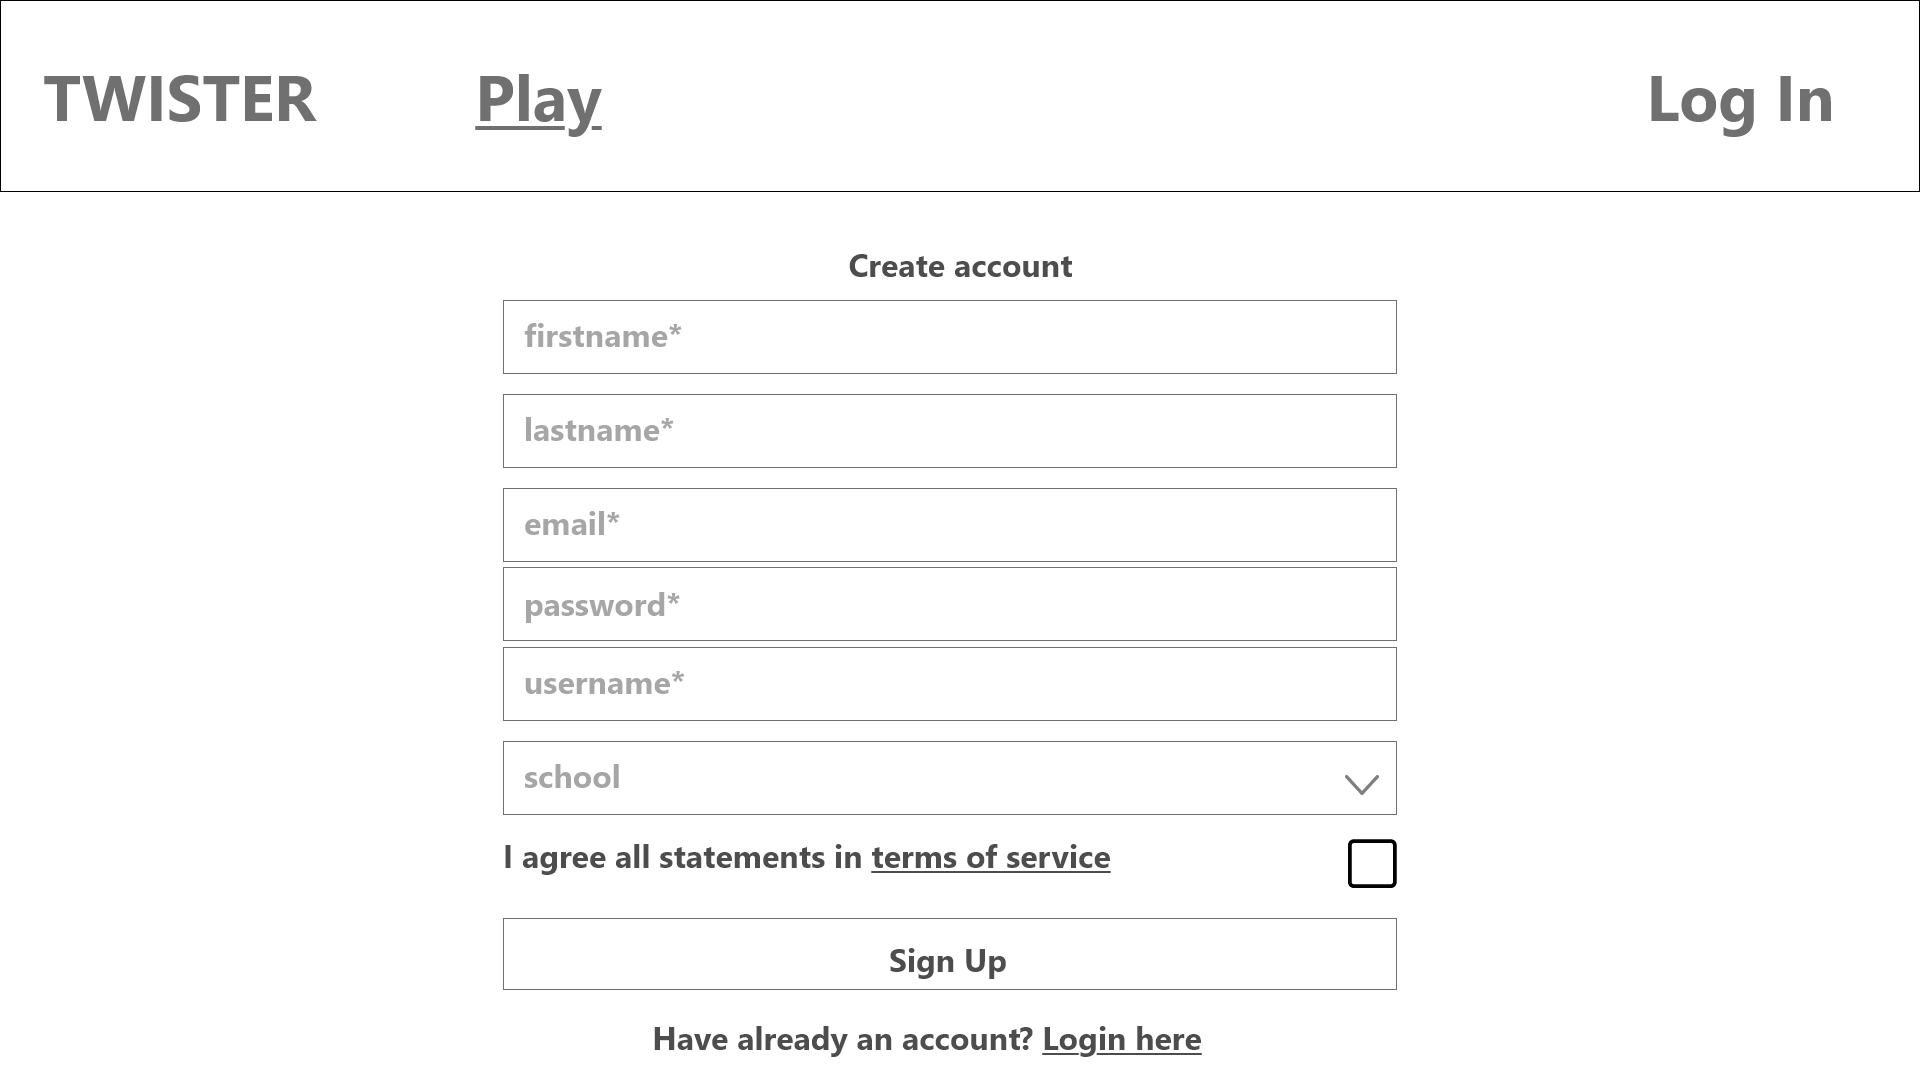 TWISTER Play Log In
Create account
firstname*
lastname*
email*
password*
username*
school
I agree all statements in terms of service
Sign Up
Have already an account? Login here